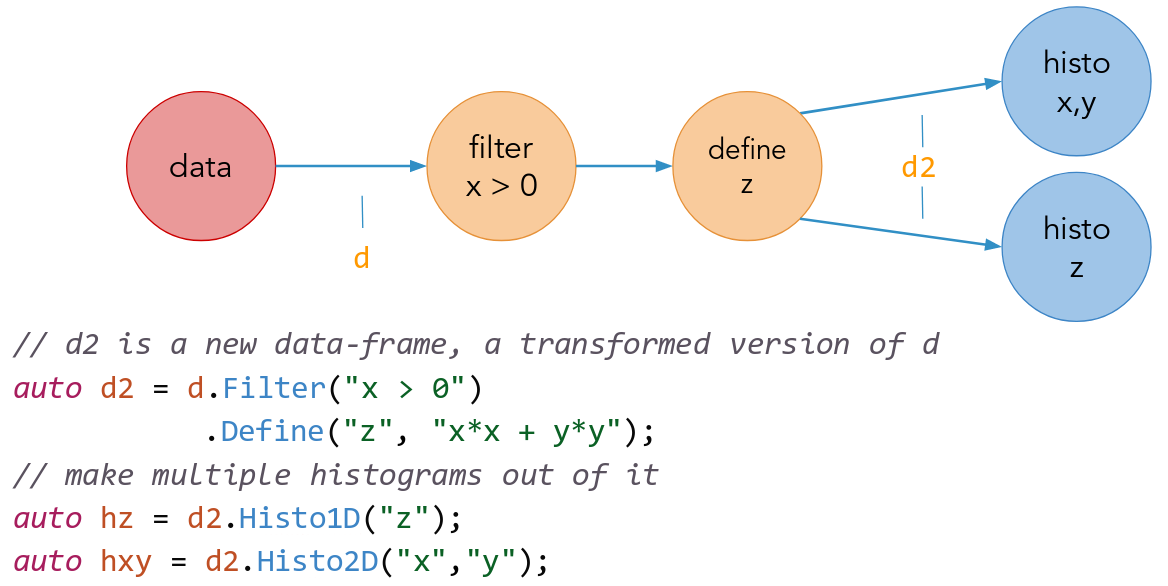 data
filter
x > 0
define
z
histo
x,y
histo
z
d
d2
// d2 is a new data-frame, a transformed version of d
auto d2 = d.Filter("x > 0")
.Define("z", "x*x + y*y");
// make multiple histograms out of it
auto hz = d2.Histo1D("z");
auto hxy = d2.Histo2D("x","y");